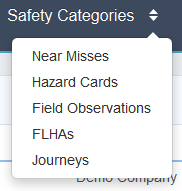 Safety Categories
Near Misses
Hazard Cards
Field Observations
FLHAs
Journeys
Demo Company